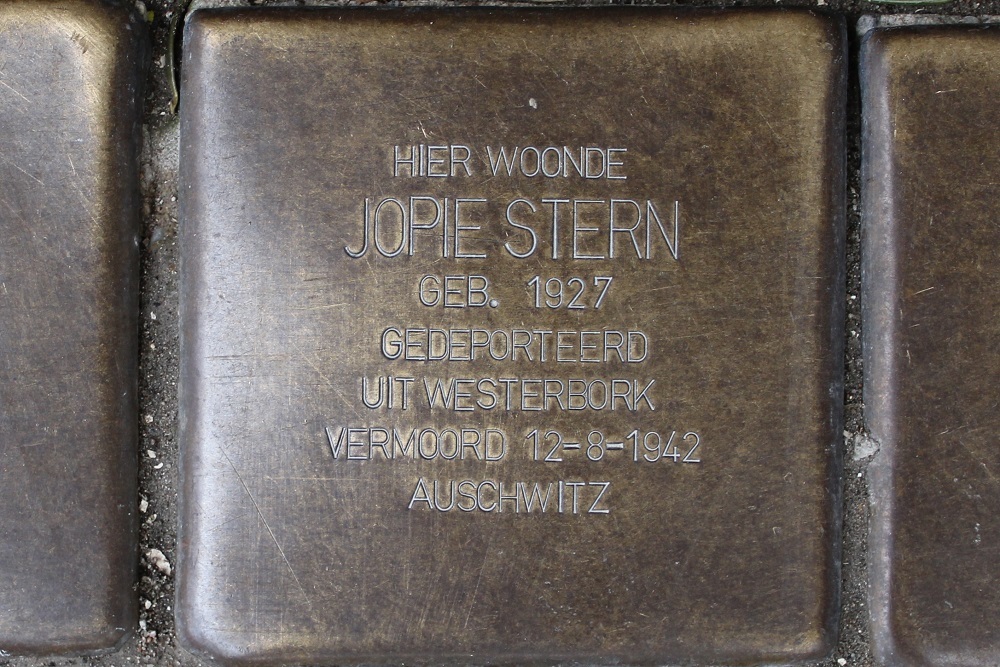 HIER WOONDE
JOPIE STERN
GEB. 1927
GEDEPORTEERD
UIT WESTERBORK
VERMOORD 12-8-1942
AUSCHWITZ